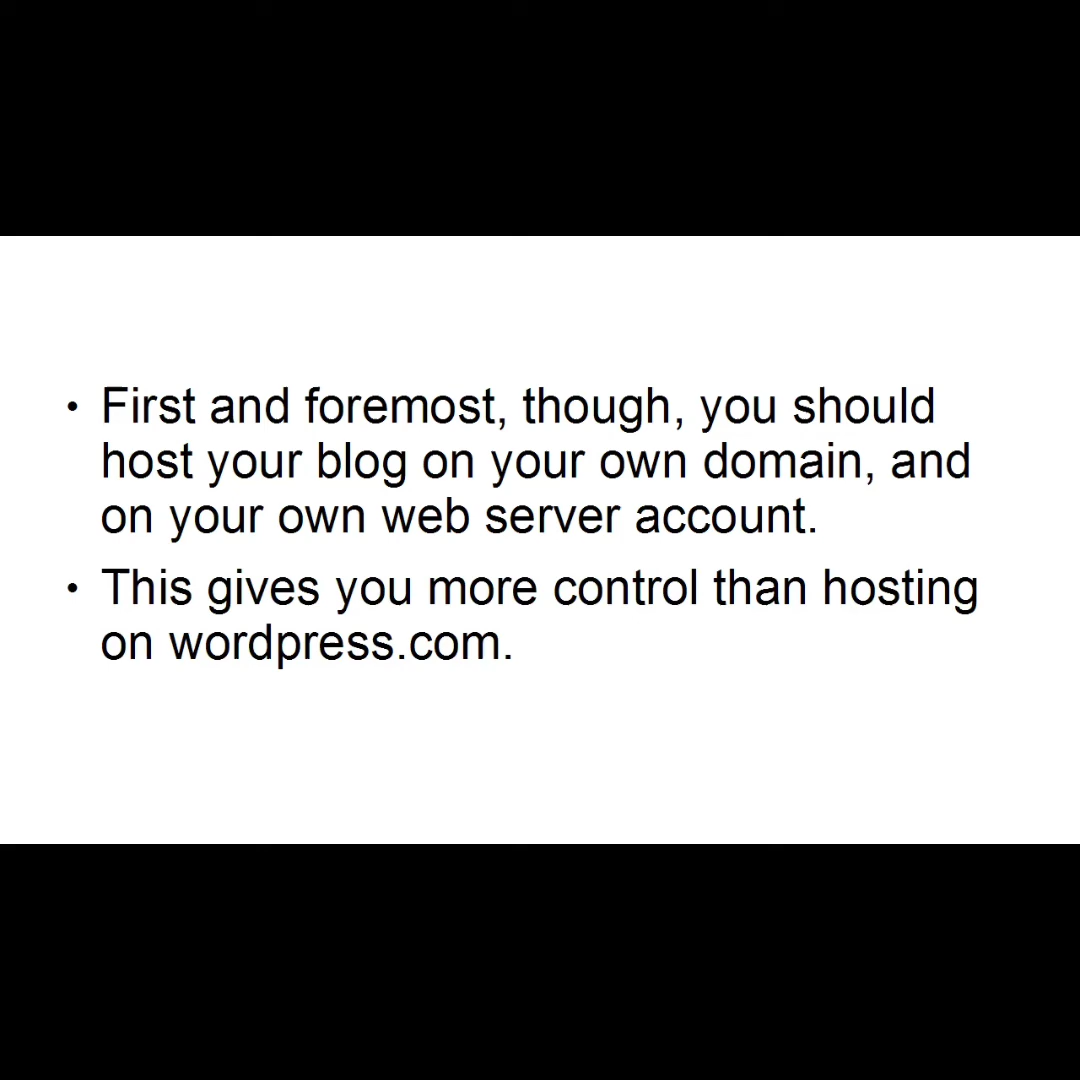 • First and foremost, though, you should
host your blog on your own domain, and
on your own web server account.
• This gives you more control than hosting
on wordpress.com.